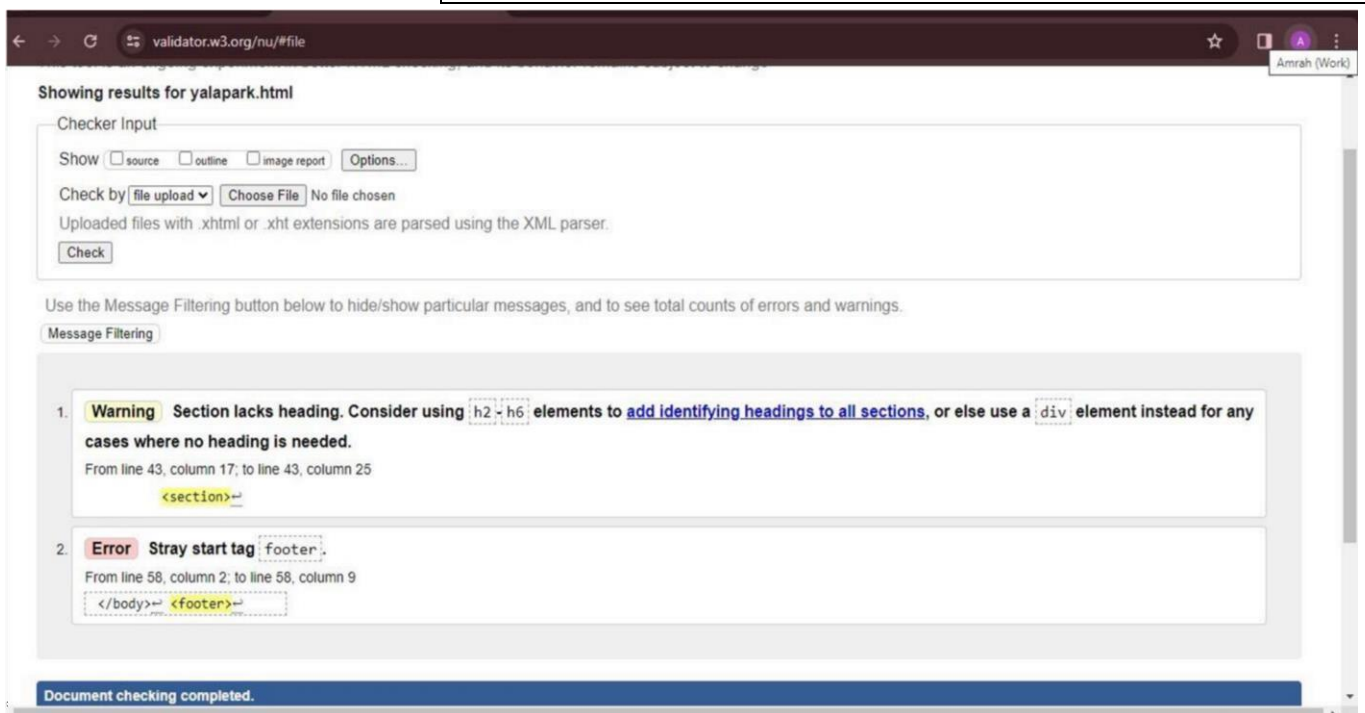 validator.w3.org/nu/#file
A
Amrah (Work)
Showing results for yalapark.html
Checker Input
Show source outline image report Options...
Check by file upload Choose File No file chosen
Uploaded files with .xhtml or .xht extensions are parsed using the XML parser.
Check
Use the Message Filtering button below to hide/show particular messages, and to see total counts of errors and warnings.
Message Filtering
1. Warning Section lacks heading. Consider using h2-h6 elements to add identifying headings to all sections, or else use a div element instead for any
cases where no heading is needed.
From line 43, column 17; to line 43, column 25
<section>↩
2. Error Stray start tag footer.
From line 58, column 2; to line 58, column 9
</body>↩ <footer>↩
Document checking completed.